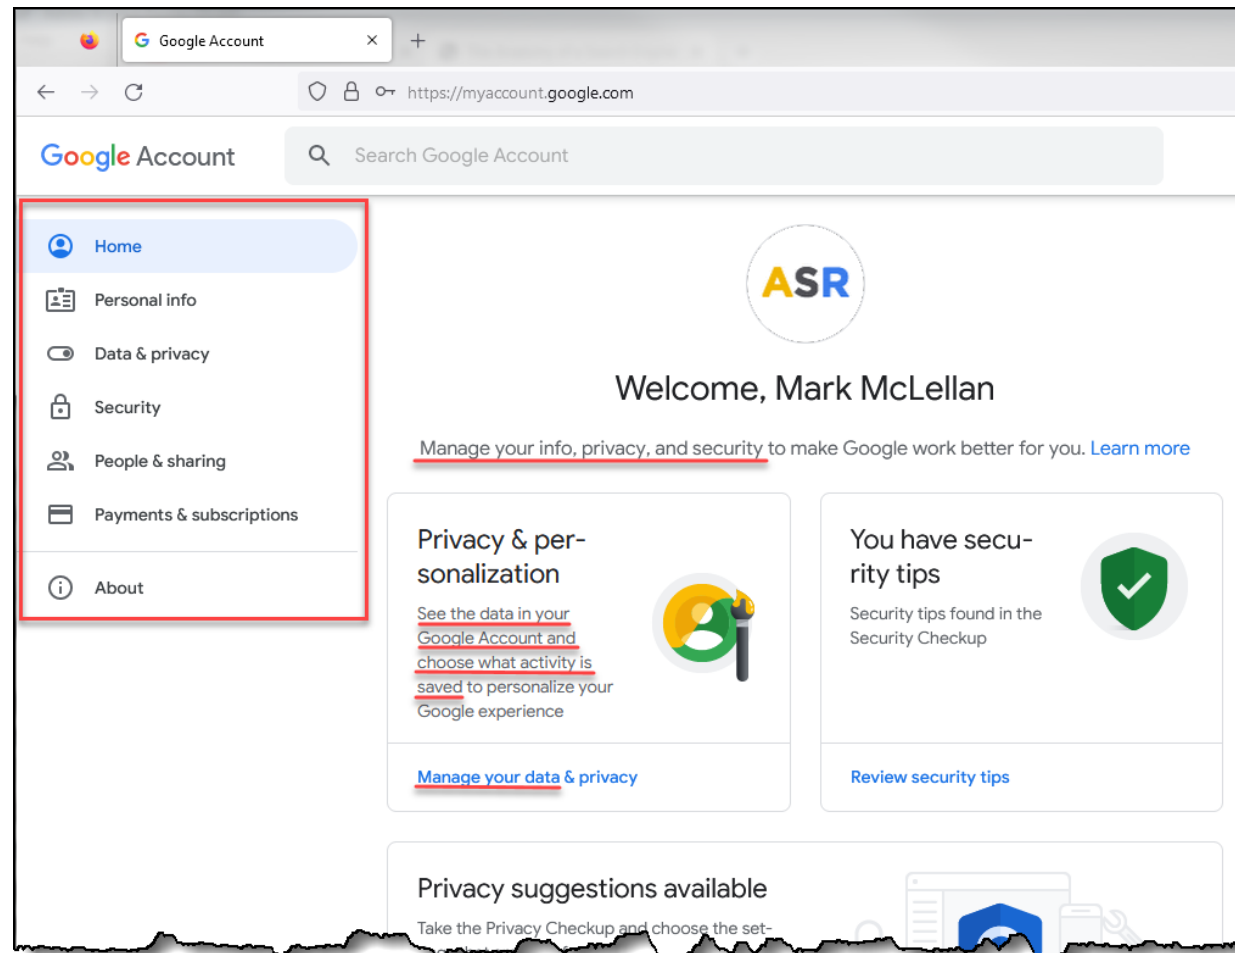 Google Account
https://myaccount.google.com
Google Account
Search Google Account
Home
Personal info
Data & privacy
Security
People & sharing
Payments & subscriptions
About
ASR
Welcome, Mark McLellan
Manage your info, privacy, and security to make Google work better for you. Learn more
Privacy & per-
sonalization
See the data in your
Google Account and
choose what activity is
saved to personalize your
Google experience
Manage your data & privacy
You have secu-
rity tips
Security tips found in the
Security Checkup
Review security tips
Privacy suggestions available
Take the Privacy Checkup and choose the set-